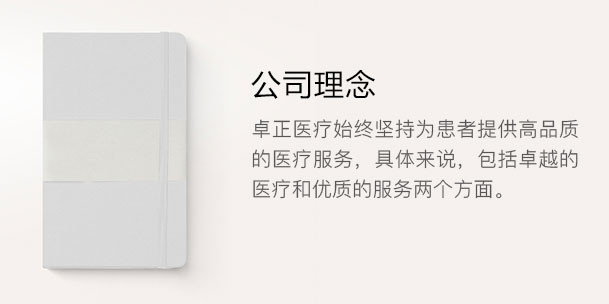 公司理念
卓正医疗始终坚持为患者提供高品质
的医疗服务，具体来说，包括卓越的
医疗和优质的服务两个方面。